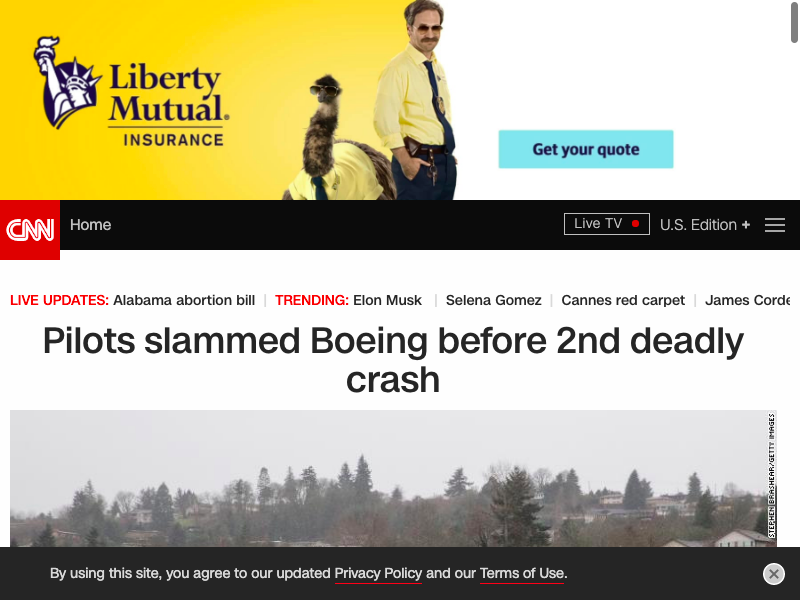 Liberty
Mutual.
INSURANCE
Get your quote
CNN
Home
Live TV
U.S. Edition +
LIVE UPDATES: Alabama abortion bill | TRENDING: Elon Musk | Selena Gomez | Cannes red carpet | James Corde
Pilots slammed Boeing before 2nd deadly
crash
STEPHEN BRASHEAR/GETTY IMAGES
By using this site, you agree to our updated Privacy Policy and our Terms of Use.